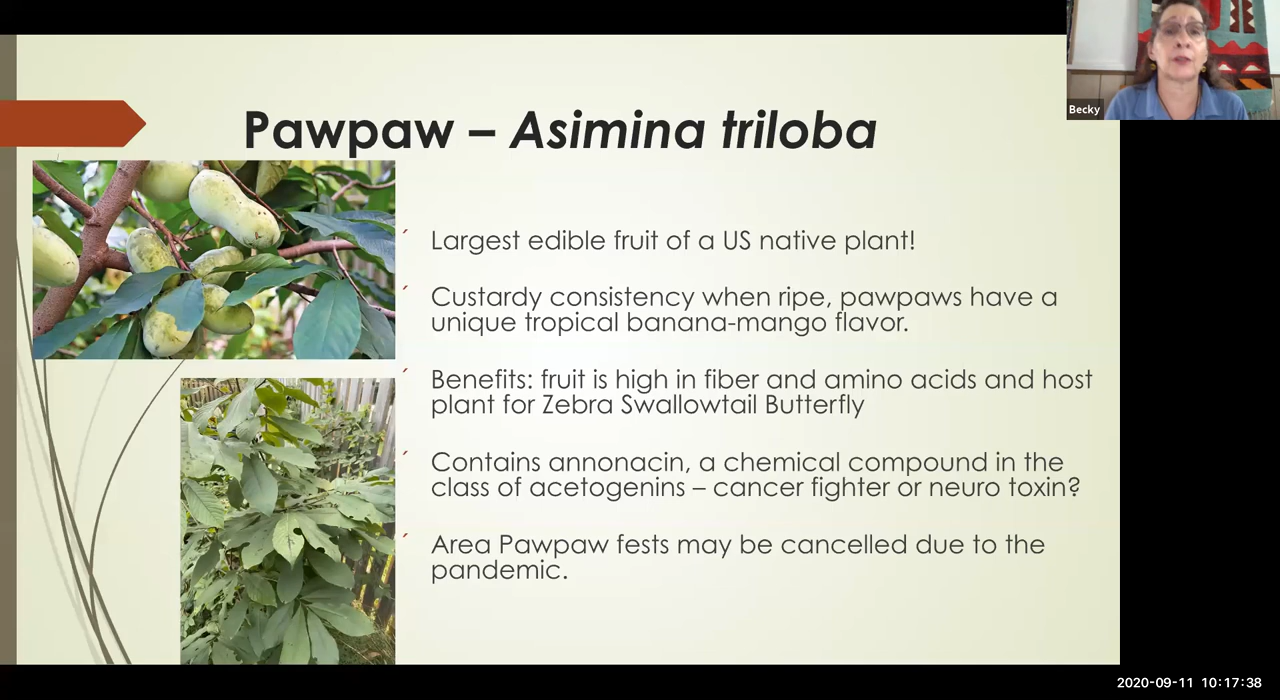 Becky
Pawpaw – Asimina triloba
Largest edible fruit of a US native plant!
Custardy consistency when ripe, pawpaws have a
unique tropical banana-mango flavor.
Benefits: fruit is high in fiber and amino acids and host
plant for Zebra Swallowtail Butterfly
Contains annonacin, a chemical compound in the
class of acetogenins – cancer fighter or neuro toxin?
Area Pawpaw fests may be cancelled due to the
pandemic.
2020-09-11 10:17:38